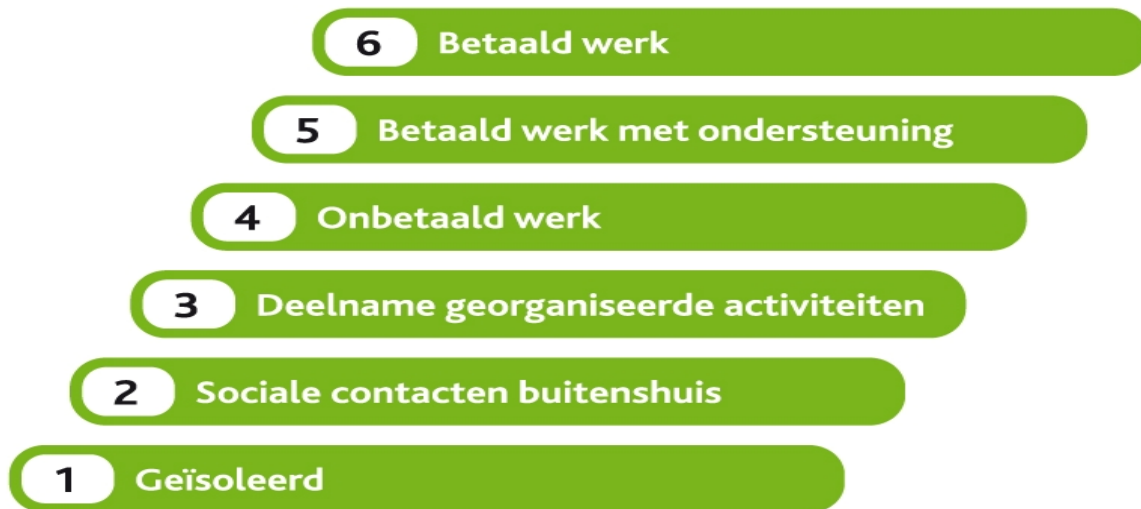 6 Betaald werk
5 Betaald werk met ondersteuning
4 Onbetaald werk
3 Deelname georganiseerde activiteiten
2 Sociale contacten buitenshuis
1 Geïsoleerd